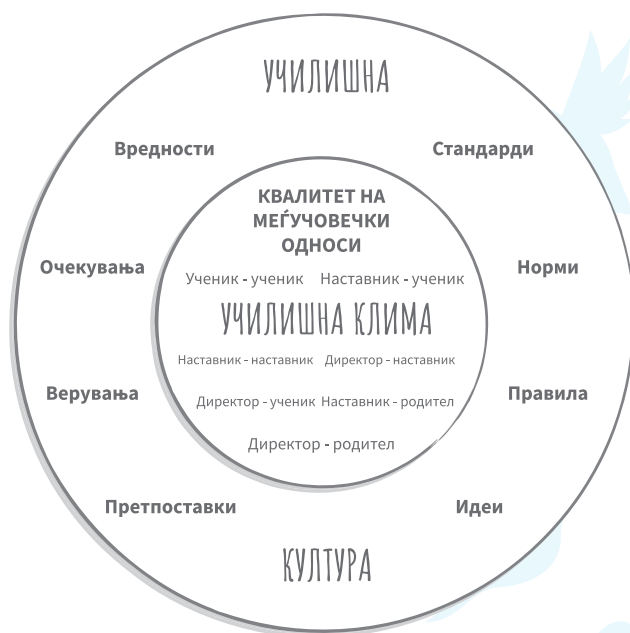 УЧИЛИШНА
Вредности Стандарди
КВАЛИТЕТ НА
МЕЃУЧОВЕЧКИ
ОДНОСИ
Очекувања Норми
Ученик - ученик Наставник - ученик
УЧИЛИШНА КЛИМА
Наставник - наставник Директор - наставник
Верувања Правила
Директор - ученик Наставник - родител
Директор - родител
Претпоставки Идеи
КУЛТУРА